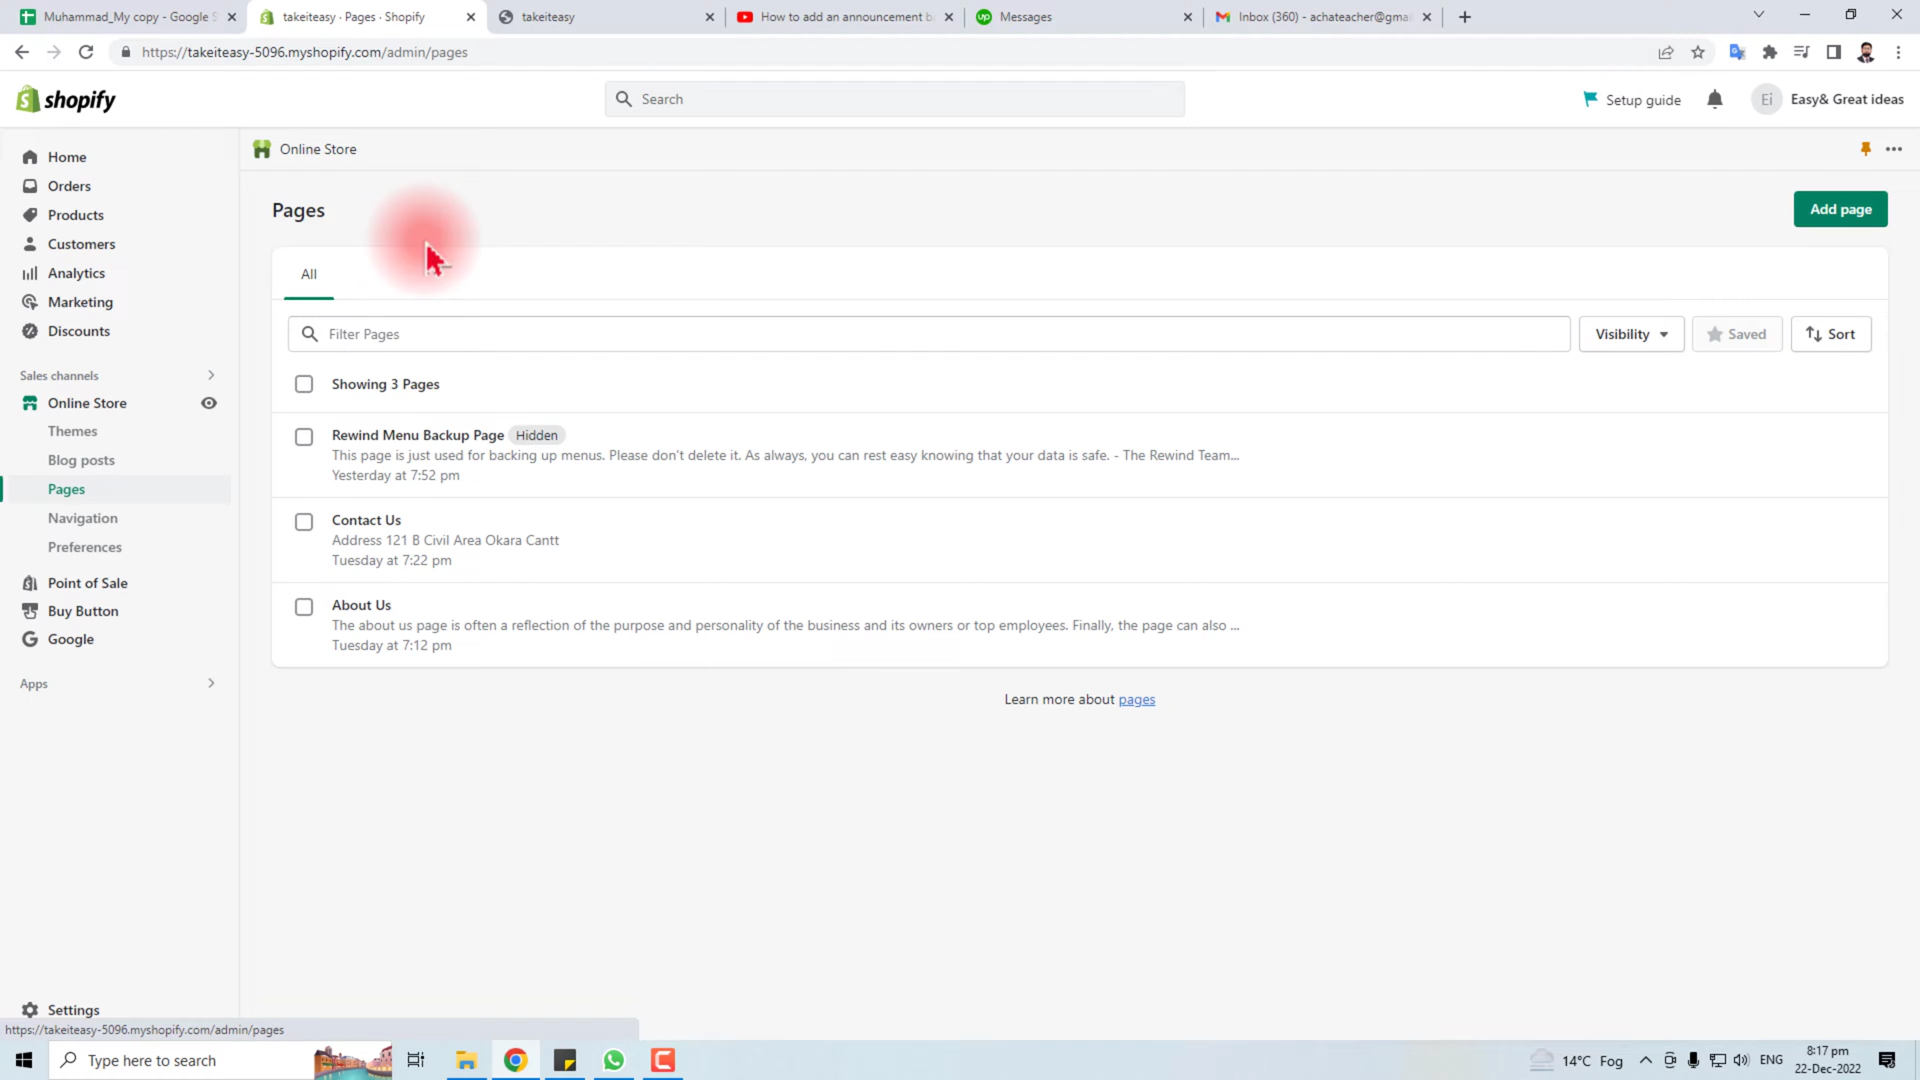 Muhammad_My copy - Google S
takeiteasy · Pages · Shopify
takeiteasy
How to add an announcement b
Messages
Inbox (360) - achateacher@gmai
https://takeiteasy-5096.myshopify.com/admin/pages
shopify
Search
Setup guide
Ei
Easy& Great ideas
Home
Orders
Products
Customers
Analytics
Marketing
Discounts
Sales channels
Online Store
Themes
Blog posts
Pages
Navigation
Preferences
Point of Sale
Buy Button
Google
Apps
Settings
Online Store
Pages
Add page
All
Filter Pages
Visibility
Saved
Sort
Showing 3 Pages
Rewind Menu Backup Page Hidden
This page is just used for backing up menus. Please don't delete it. As always, you can rest easy knowing that your data is safe. - The Rewind Team...
Yesterday at 7:52 pm
Contact Us
Address 121 B Civil Area Okara Cantt
Tuesday at 7:22 pm
About Us
The about us page is often a reflection of the purpose and personality of the business and its owners or top employees. Finally, the page can also ...
Tuesday at 7:12 pm
Learn more about pages
https://takeiteasy-5096.myshopify.com/admin/pages
Type here to search
14°C Fog
ENG
8:17 pm
22-Dec-2022